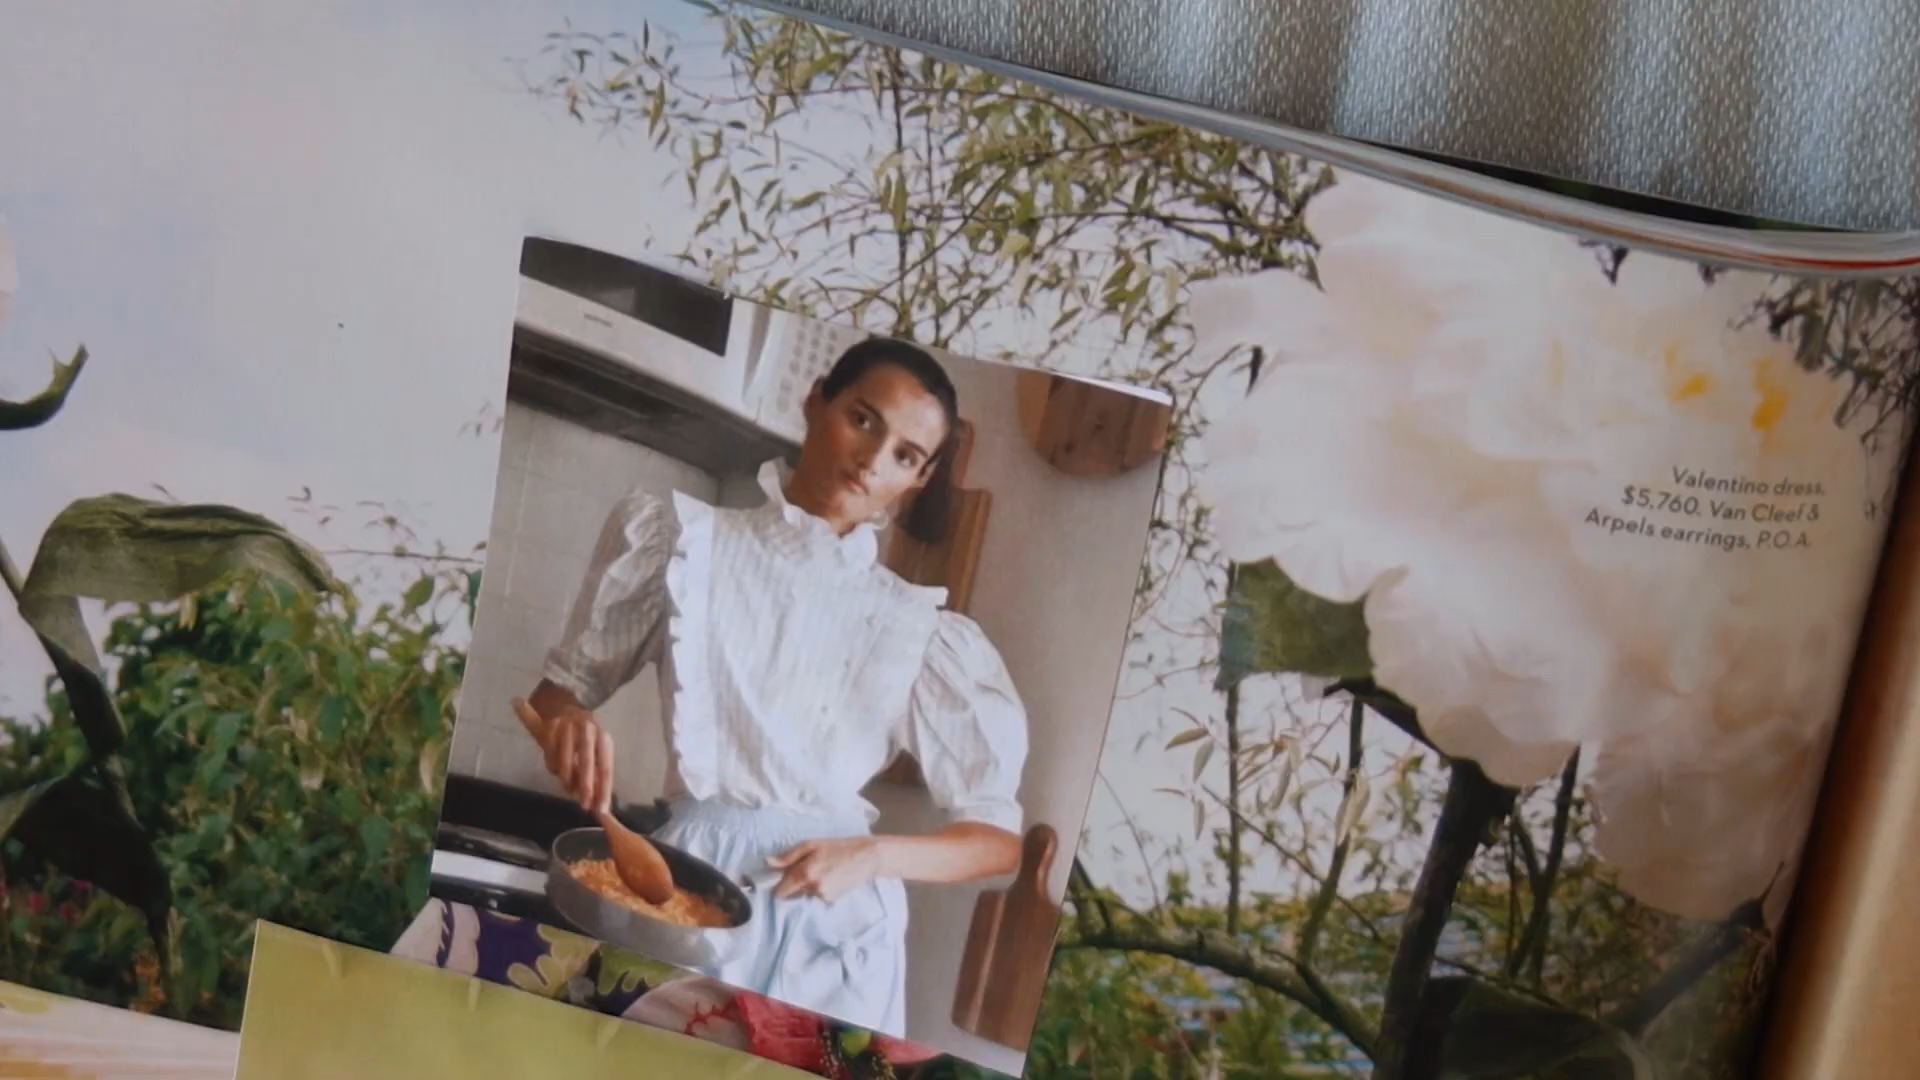 Valentino dress,
$5,760. Van Cleef &
Arpels earrings, P.O.A.